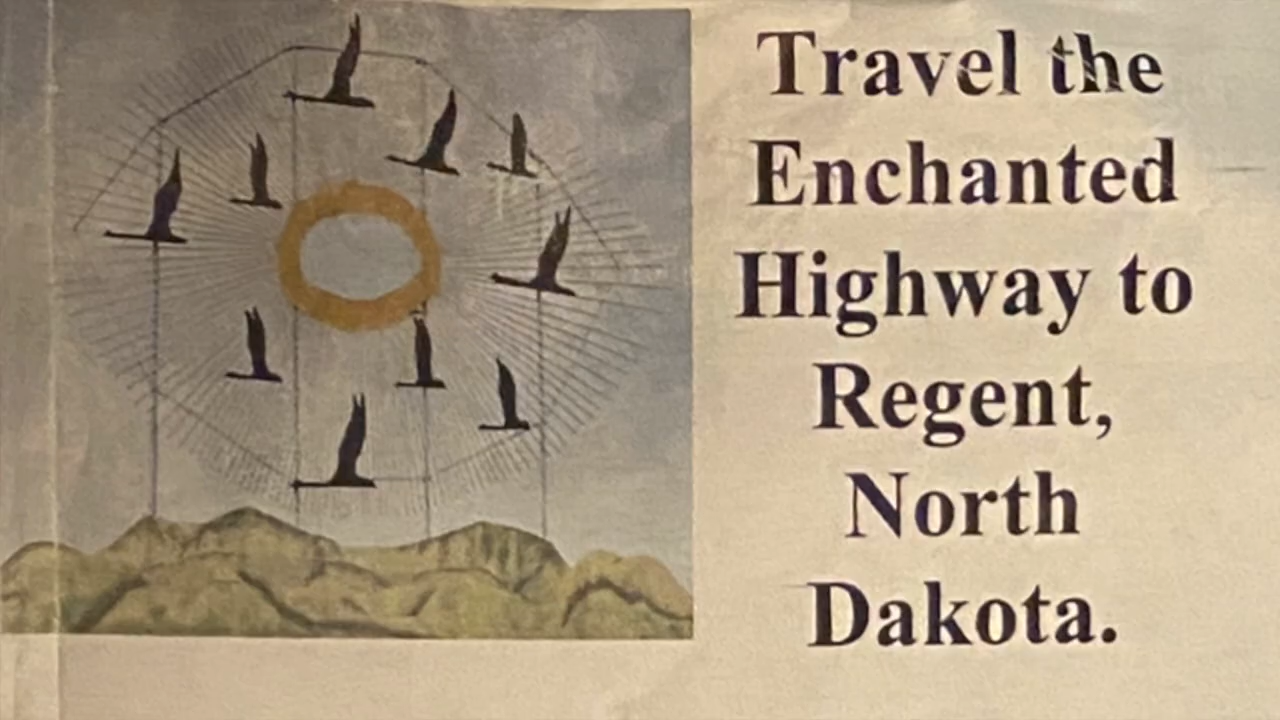 Travel the
Enchanted
Highway to
Regent,
North
Dakota.